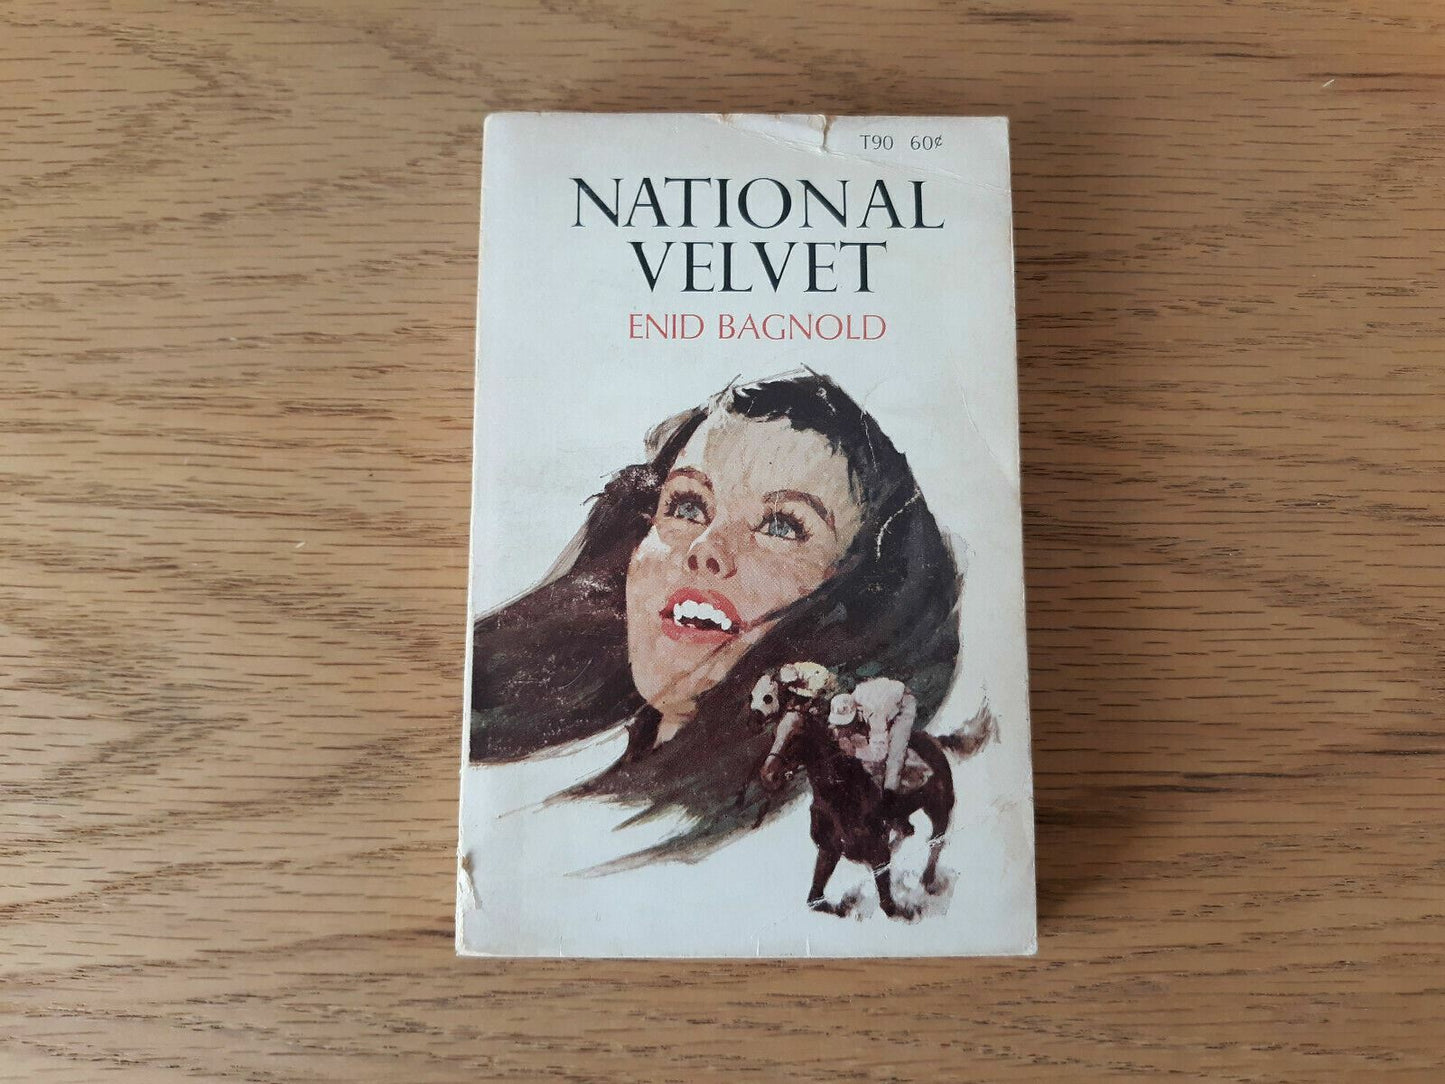 T90 60¢
NATIONAL
VELVET
ENID BAGNOLD